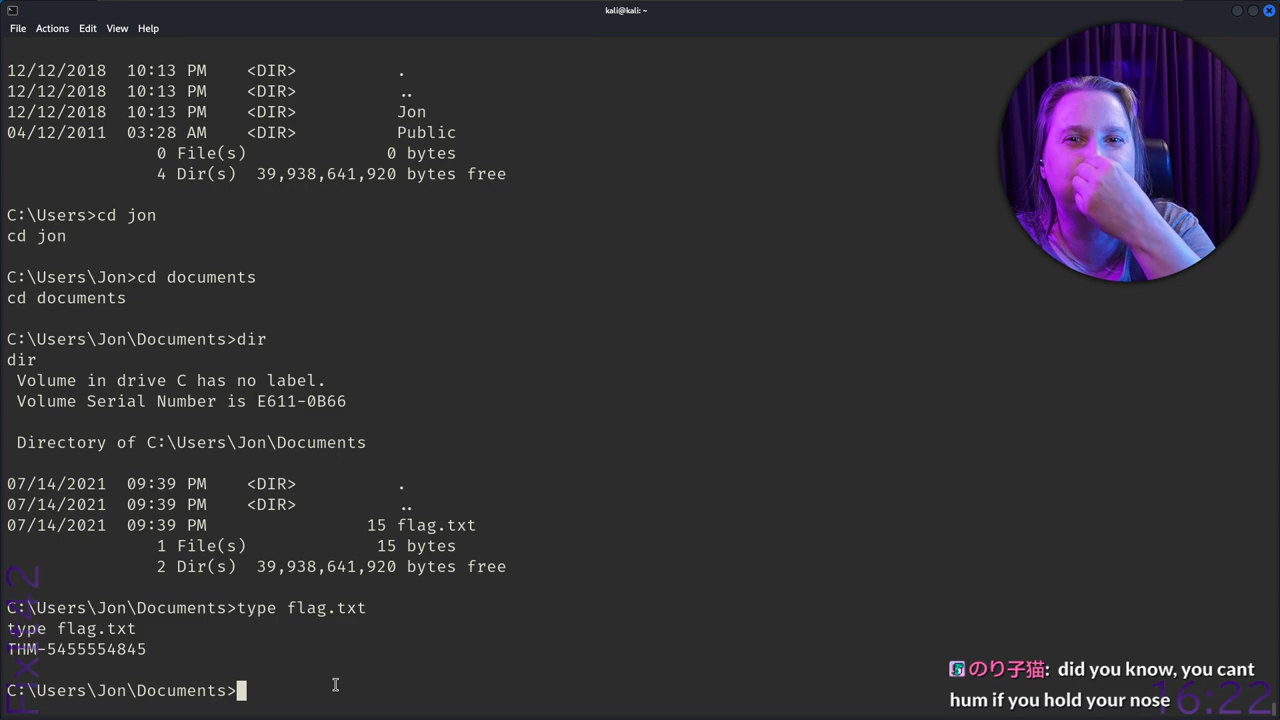 kali@kali: ~
File Actions Edit View Help
12/12/2018  10:13 PM    <DIR>          .
12/12/2018  10:13 PM    <DIR>          ..
12/12/2018  10:13 PM    <DIR>          Jon
04/12/2011  03:28 AM    <DIR>          Public
0 File(s)              0 bytes
4 Dir(s)  39,938,641,920 bytes free
C:\Users>cd jon
cd jon
C:\Users\Jon>cd documents
cd documents
C:\Users\Jon\Documents>dir
dir
Volume in drive C has no label.
Volume Serial Number is E611-0B66
Directory of C:\Users\Jon\Documents
07/14/2021  09:39 PM    <DIR>          .
07/14/2021  09:39 PM    <DIR>          ..
07/14/2021  09:39 PM                15 flag.txt
1 File(s)             15 bytes
2 Dir(s)  39,938,641,920 bytes free
C:\Users\Jon\Documents>type flag.txt
type flag.txt
THM-5455554845
C:\Users\Jon\Documents>
のり子猫: did you know, you cant
hum if you hold your nose
16:22